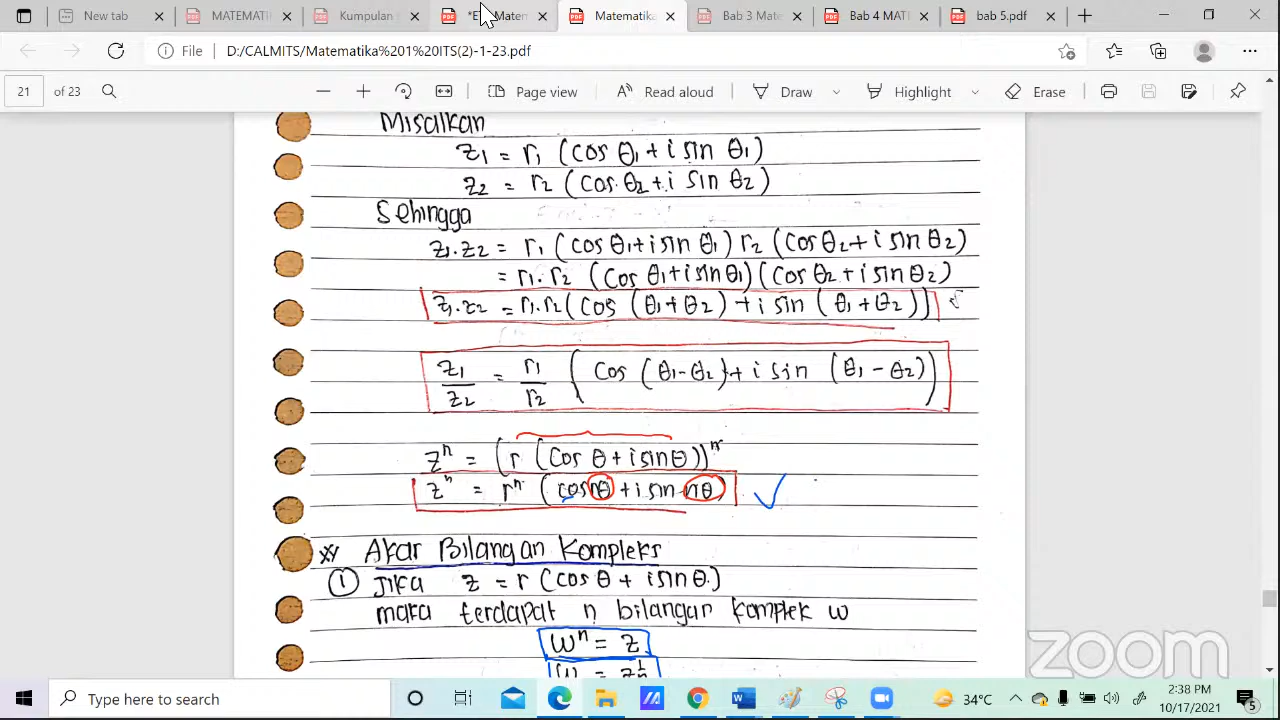 New tab
MATEMATI
Kumpulan
Matem
Matematika
Bab 3 Mate
Bab 4 MATI
bab 5.pdf
File
D:/CALMITS/Matematika%201%20ITS(2)-1-23.pdf
21 of 23
Page view
Read aloud
Draw
Highlight
Erase
Misalkan
z₁ = r₁ (cos θ₁ + i sin θ₁)
z₂ = r₂ (cos θ₂ + i sin θ₂)
Sehingga
z₁.z₂ = r₁ (cos θ₁ + i sin θ₁) r₂ (cos θ₂ + i sin θ₂)
= r₁.r₂ (cos θ₁ + i sin θ₁) (cos θ₂ + i sin θ₂)
z₁.z₂ = r₁.r₂ (cos (θ₁+θ₂) + i sin (θ₁+θ₂))
z₁/z₂ = r₁/r₂ (cos (θ₁-θ₂) + i sin (θ₁-θ₂))
zⁿ = (r (cos θ + i sin θ))ⁿ
zⁿ = rⁿ (cos nθ + i sin nθ)
Akar Bilangan Kompleks
① Jika z = r (cos θ + i sin θ)
maka terdapat n bilangan komplek w
wⁿ = z
zoom
Type here to search
34°C
2:38 PM
10/17/2021
5